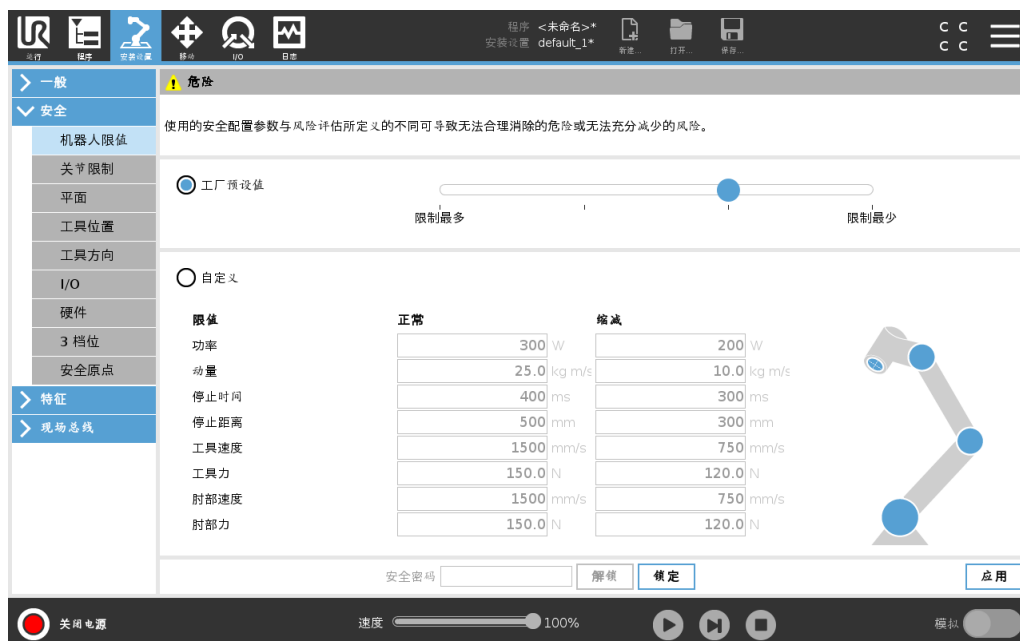 UR
运行
程序
安装设置
移动
I/O
日志
程序 <未命名>*
安装设置 default_1*
新建...
打开...
保存...
C C
C C
一般
安全
机器人限值
关节限制
平面
工具位置
工具方向
I/O
硬件
3 档位
安全原点
特征
现场总线
危险
使用的安全配置参数与风险评估所定义的不同可导致无法合理消除的危险或无法充分减少的风险。
工厂预设值
限制最多 限制最少
自定义
限值 正常 缩减
功率 300 W 200 W
动量 25.0 kg m/s 10.0 kg m/s
停止时间 400 ms 300 ms
停止距离 500 mm 300 mm
工具速度 1500 mm/s 750 mm/s
工具力 150.0 N 120.0 N
肘部速度 1500 mm/s 750 mm/s
肘部力 150.0 N 120.0 N
安全密码 解锁 锁定 应用
关闭电源 速度 100% 模拟